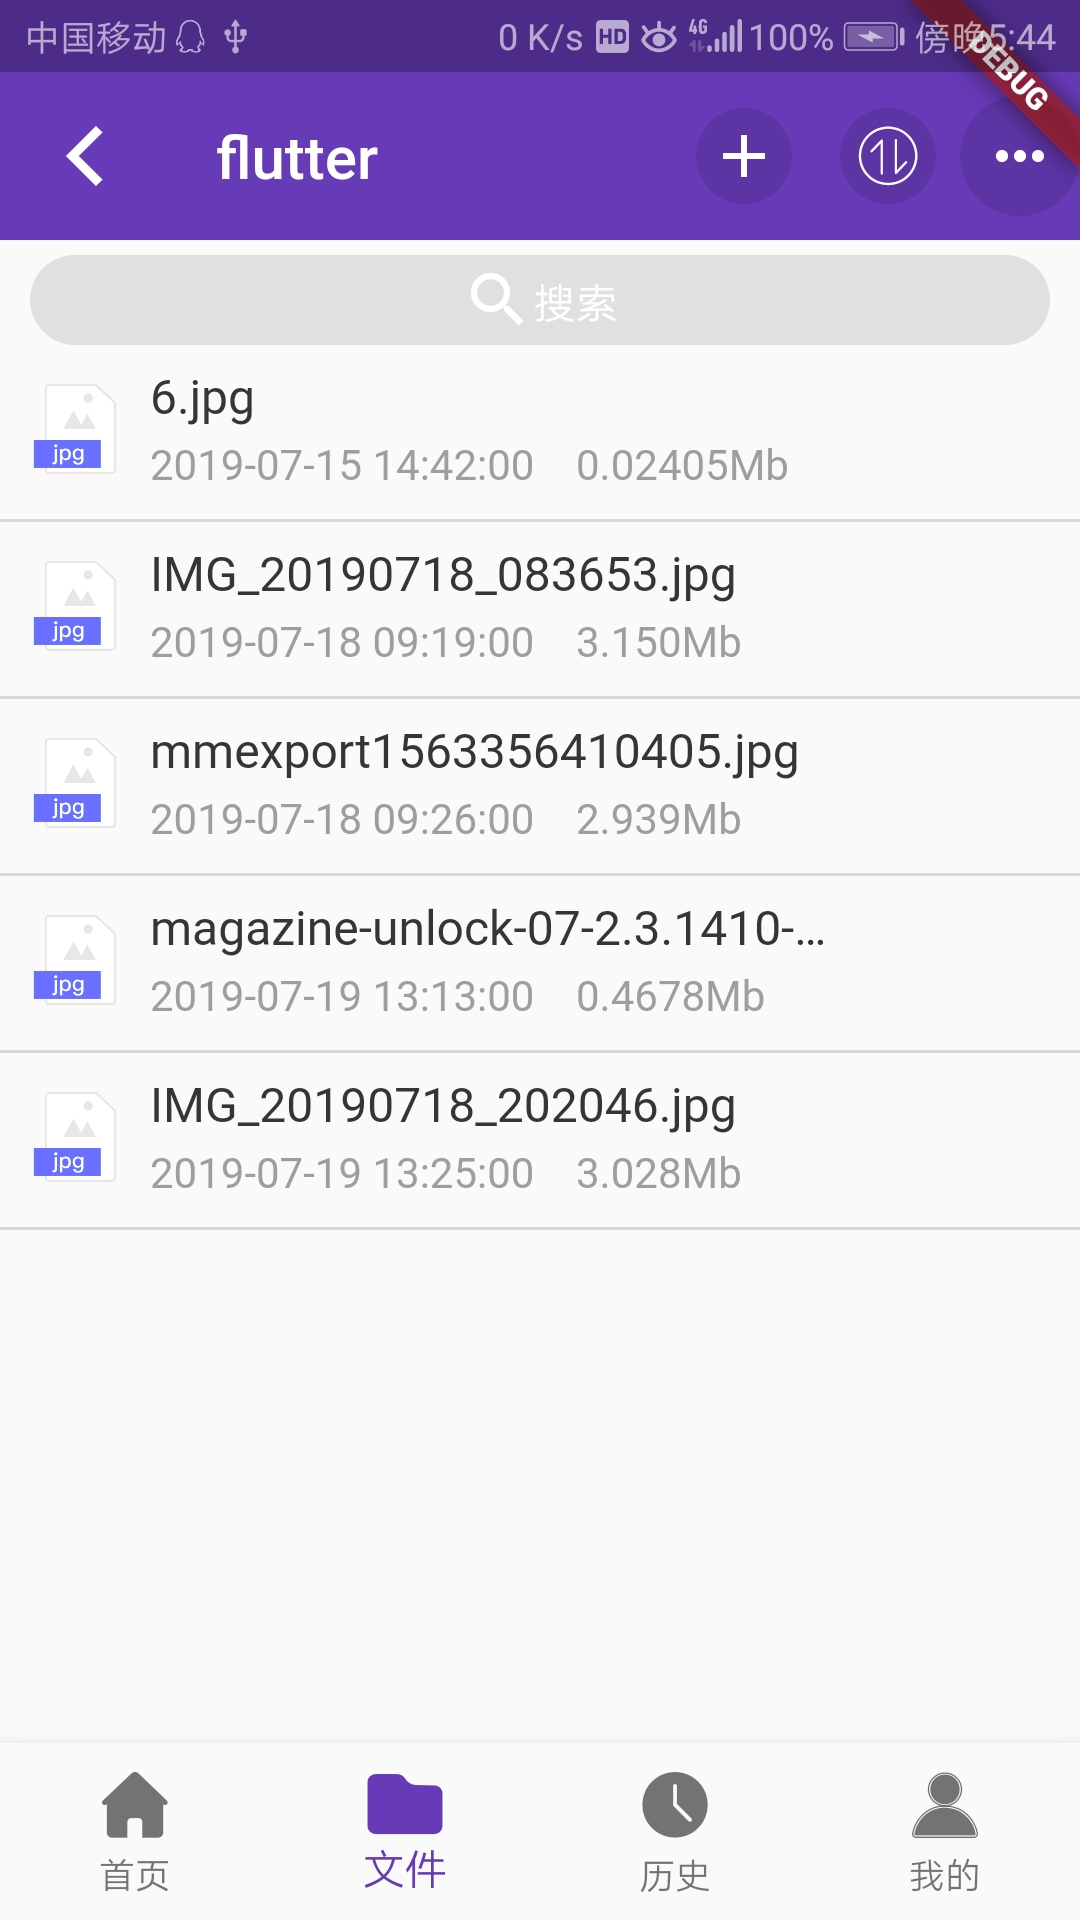 中国移动 0 K/s HD 4G 100% 傍晚5:44
DEBUG
flutter
搜索
6.jpg
jpg
2019-07-15 14:42:00 0.02405Mb
IMG_20190718_083653.jpg
jpg
2019-07-18 09:19:00 3.150Mb
mmexport1563356410405.jpg
jpg
2019-07-18 09:26:00 2.939Mb
magazine-unlock-07-2.3.1410-...
jpg
2019-07-19 13:13:00 0.4678Mb
IMG_20190718_202046.jpg
jpg
2019-07-19 13:25:00 3.028Mb
首页 文件 历史 我的